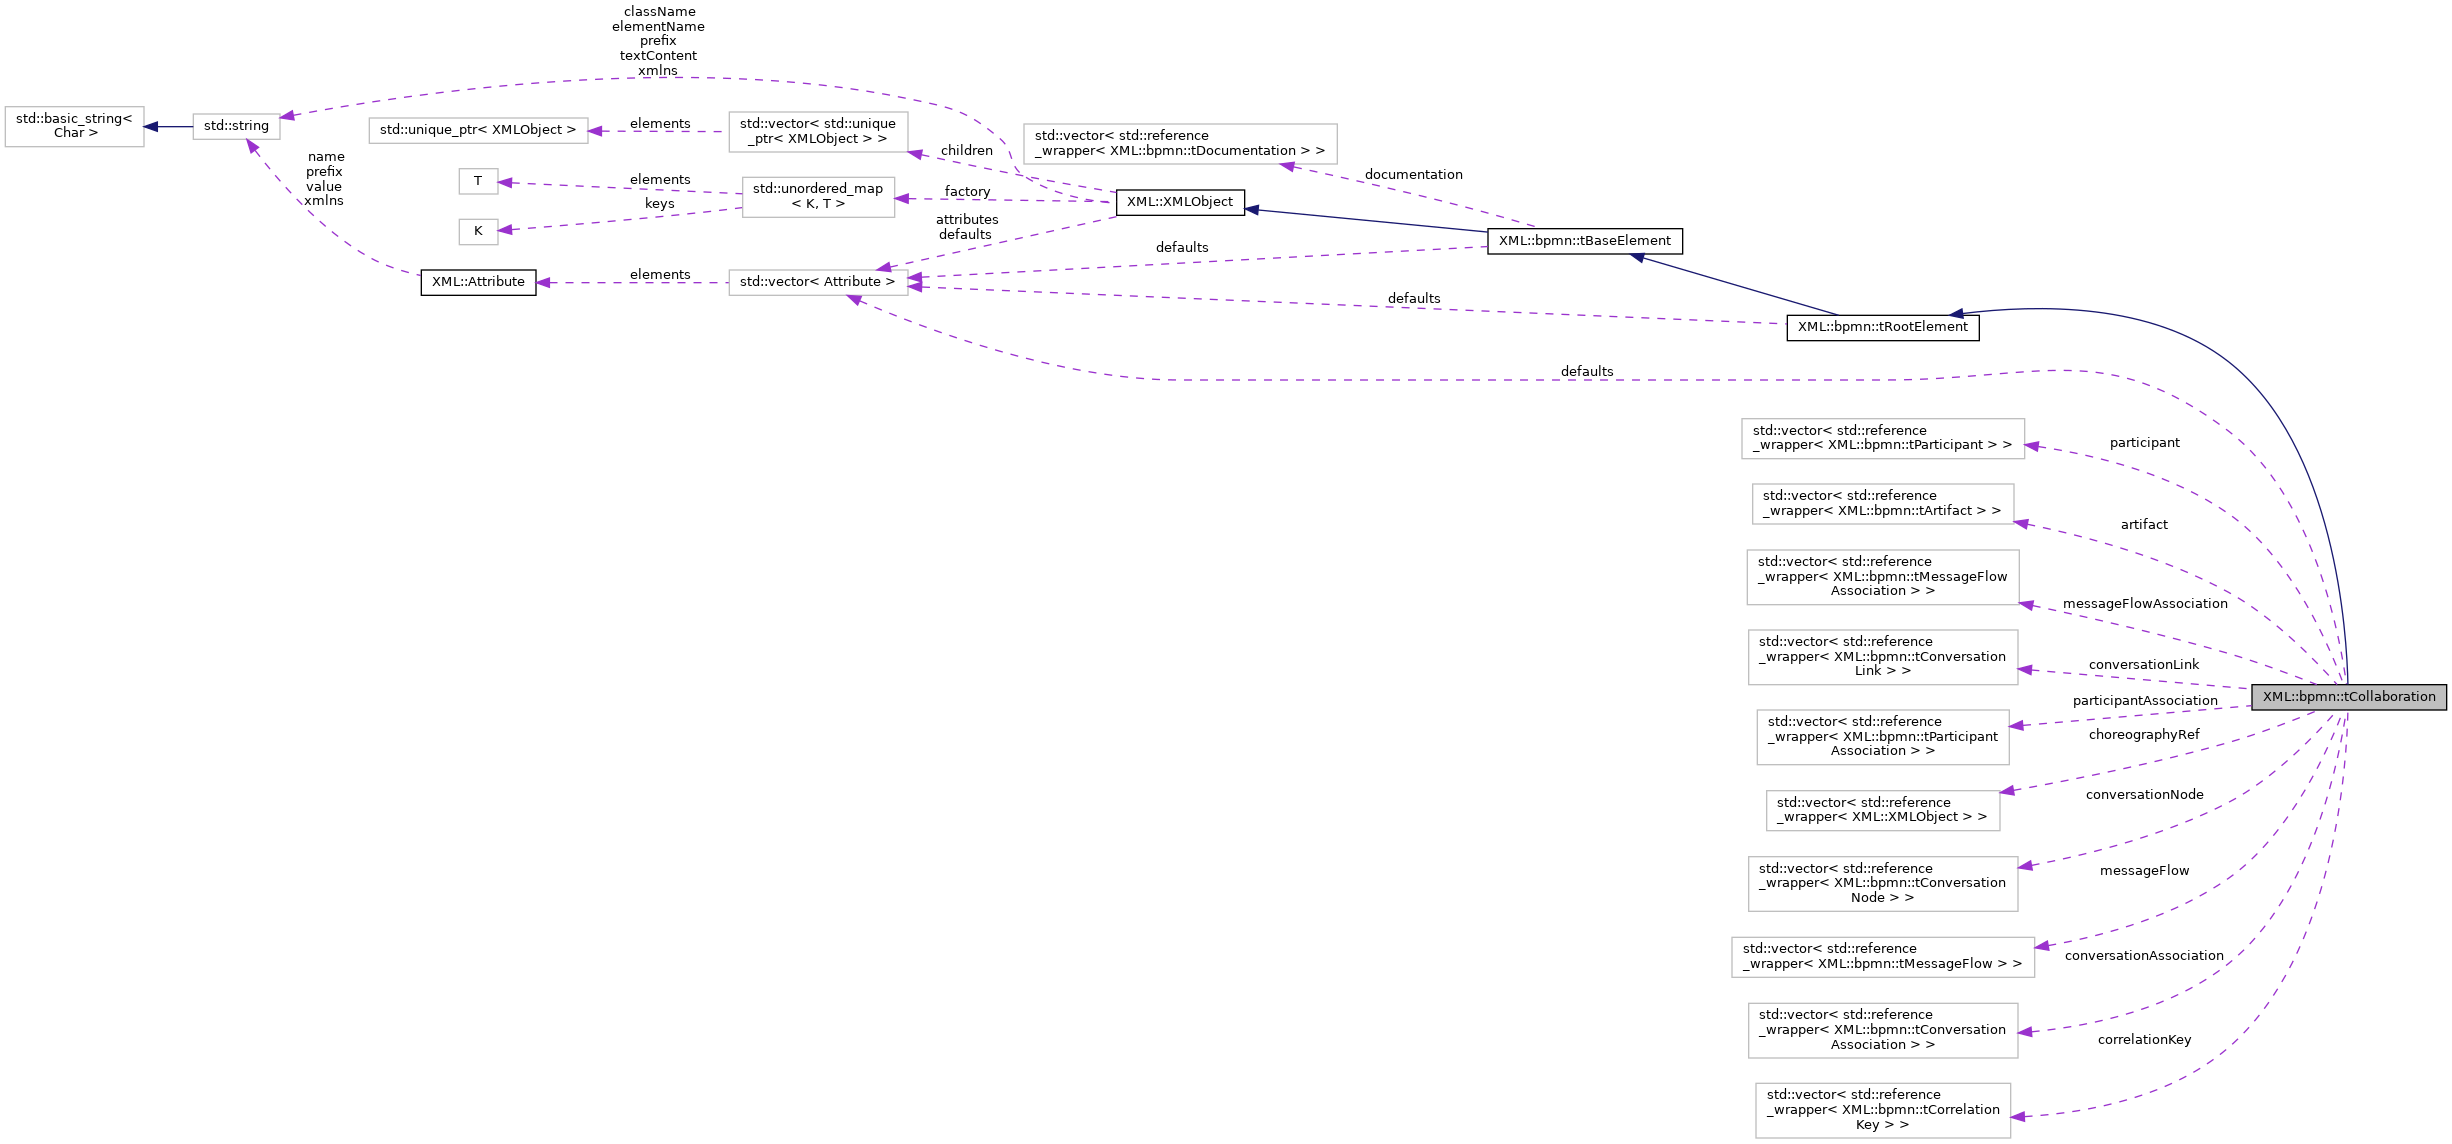 className
elementName
prefix
textContent
xmlns
std::basic_string<
Char >
std::string
std::unique_ptr< XMLObject >
elements
std::vector< std::unique
_ptr< XMLObject > >
children
std::vector< std::reference
_wrapper< XML::bpmn::tDocumentation > >
documentation
name
prefix
value
xmlns
T
elements
keys
K
std::unordered_map
< K, T >
factory
attributes
defaults
XML::XMLObject
XML::bpmn::tBaseElement
defaults
XML::Attribute
elements
std::vector< Attribute >
defaults
XML::bpmn::tRootElement
defaults
std::vector< std::reference
_wrapper< XML::bpmn::tParticipant > >
participant
std::vector< std::reference
_wrapper< XML::bpmn::tArtifact > >
artifact
std::vector< std::reference
_wrapper< XML::bpmn::tMessageFlow
Association > >
messageFlowAssociation
std::vector< std::reference
_wrapper< XML::bpmn::tConversation
Link > >
conversationLink
XML::bpmn::tCollaboration
std::vector< std::reference
_wrapper< XML::bpmn::tParticipant
Association > >
participantAssociation
choreographyRef
std::vector< std::reference
_wrapper< XML::XMLObject > >
conversationNode
std::vector< std::reference
_wrapper< XML::bpmn::tConversation
Node > >
messageFlow
std::vector< std::reference
_wrapper< XML::bpmn::tMessageFlow > >
conversationAssociation
std::vector< std::reference
_wrapper< XML::bpmn::tConversation
Association > >
correlationKey
std::vector< std::reference
_wrapper< XML::bpmn::tCorrelation
Key > >